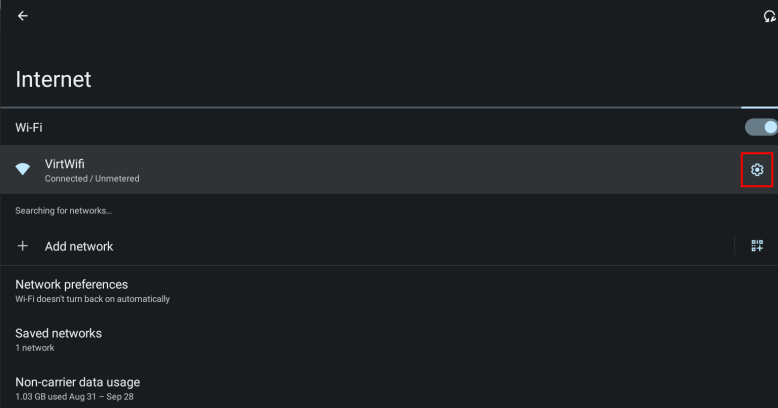 Internet
Wi-Fi
VirtWifi
Connected / Unmetered
Searching for networks...
Add network
Network preferences
Wi-Fi doesn't turn back on automatically
Saved networks
1 network
Non-carrier data usage
1.03 GB used Aug 31 – Sep 28